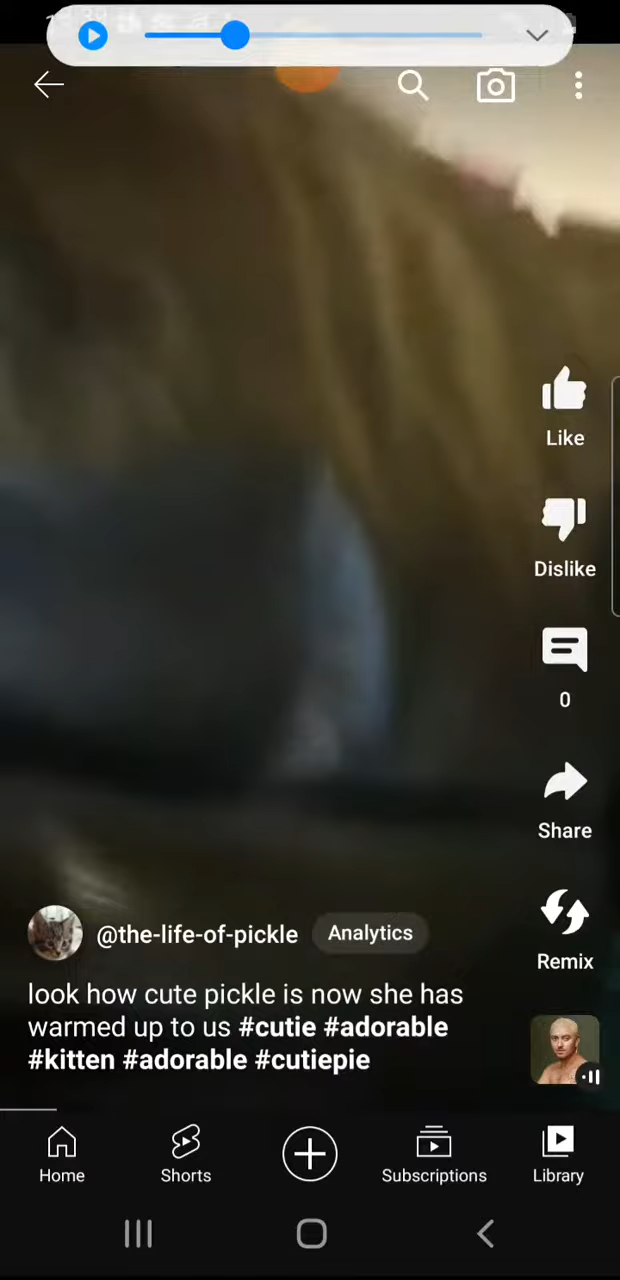 Like
Dislike
0
Share
@the-life-of-pickle Analytics
Remix
look how cute pickle is now she has
warmed up to us #cutie #adorable
#kitten #adorable #cutiepie
Home Shorts Subscriptions Library